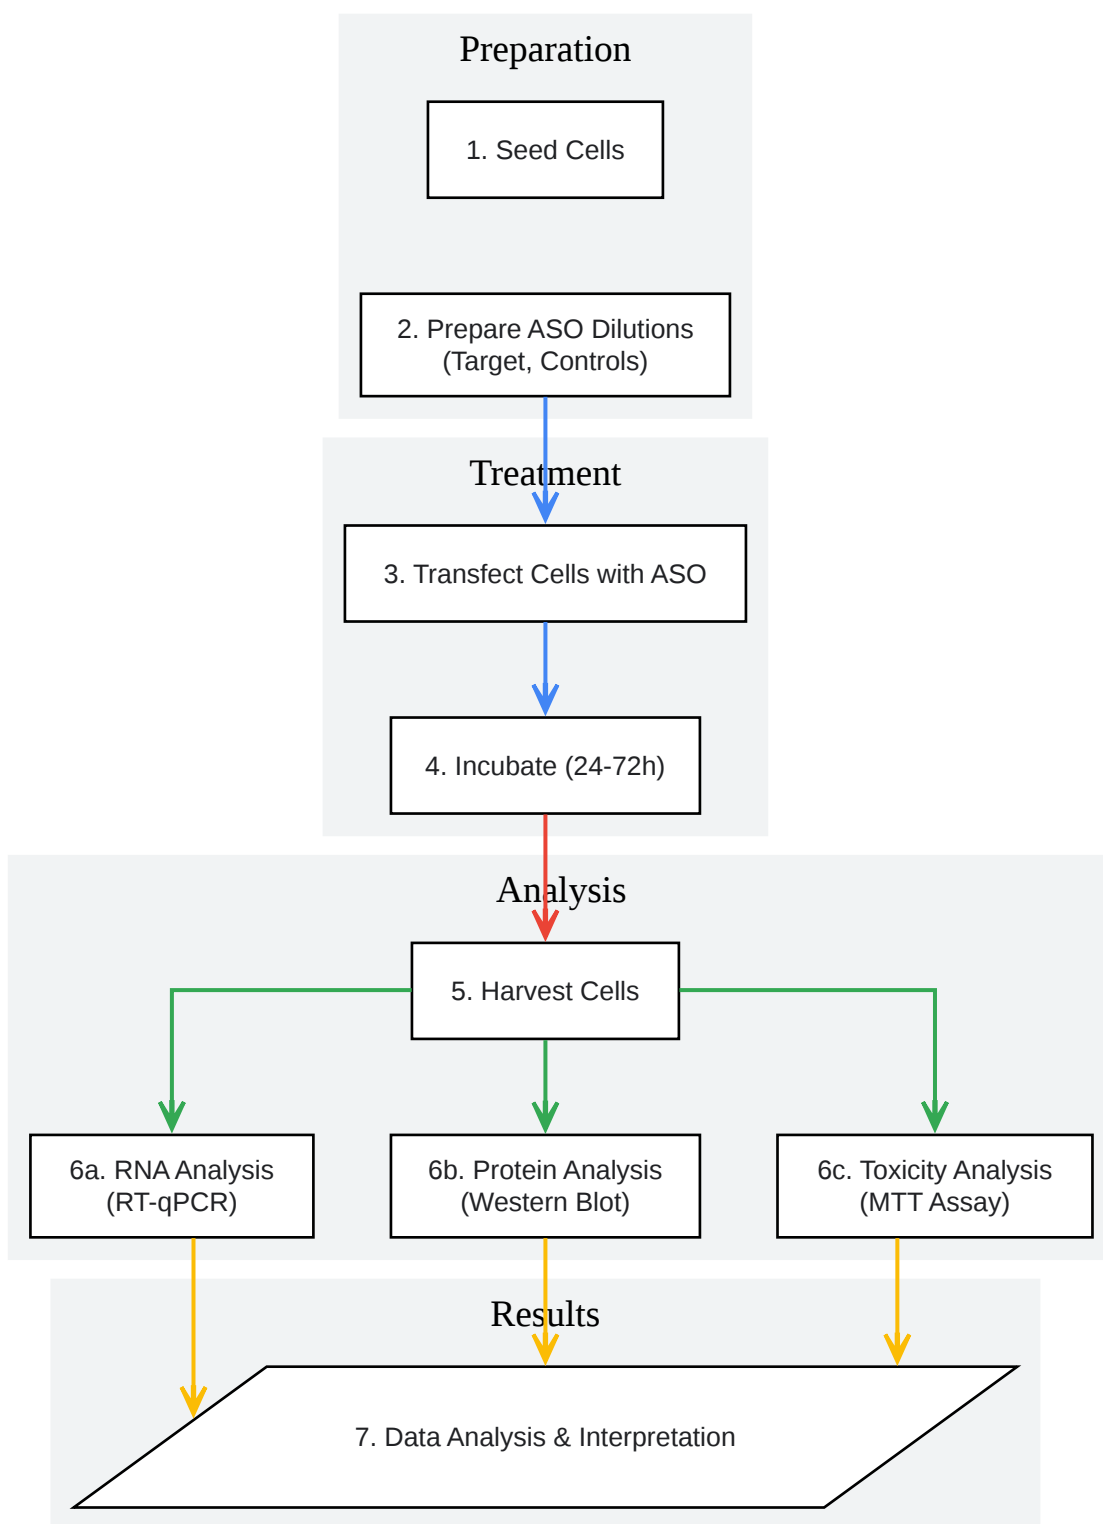 Preparation
1. Seed Cells
2. Prepare ASO Dilutions
(Target, Controls)
Treatment
3. Transfect Cells with ASO
4. Incubate (24-72h)
Analysis
5. Harvest Cells
6a. RNA Analysis
(RT-qPCR)
6b. Protein Analysis
(Western Blot)
6c. Toxicity Analysis
(MTT Assay)
Results
7. Data Analysis & Interpretation